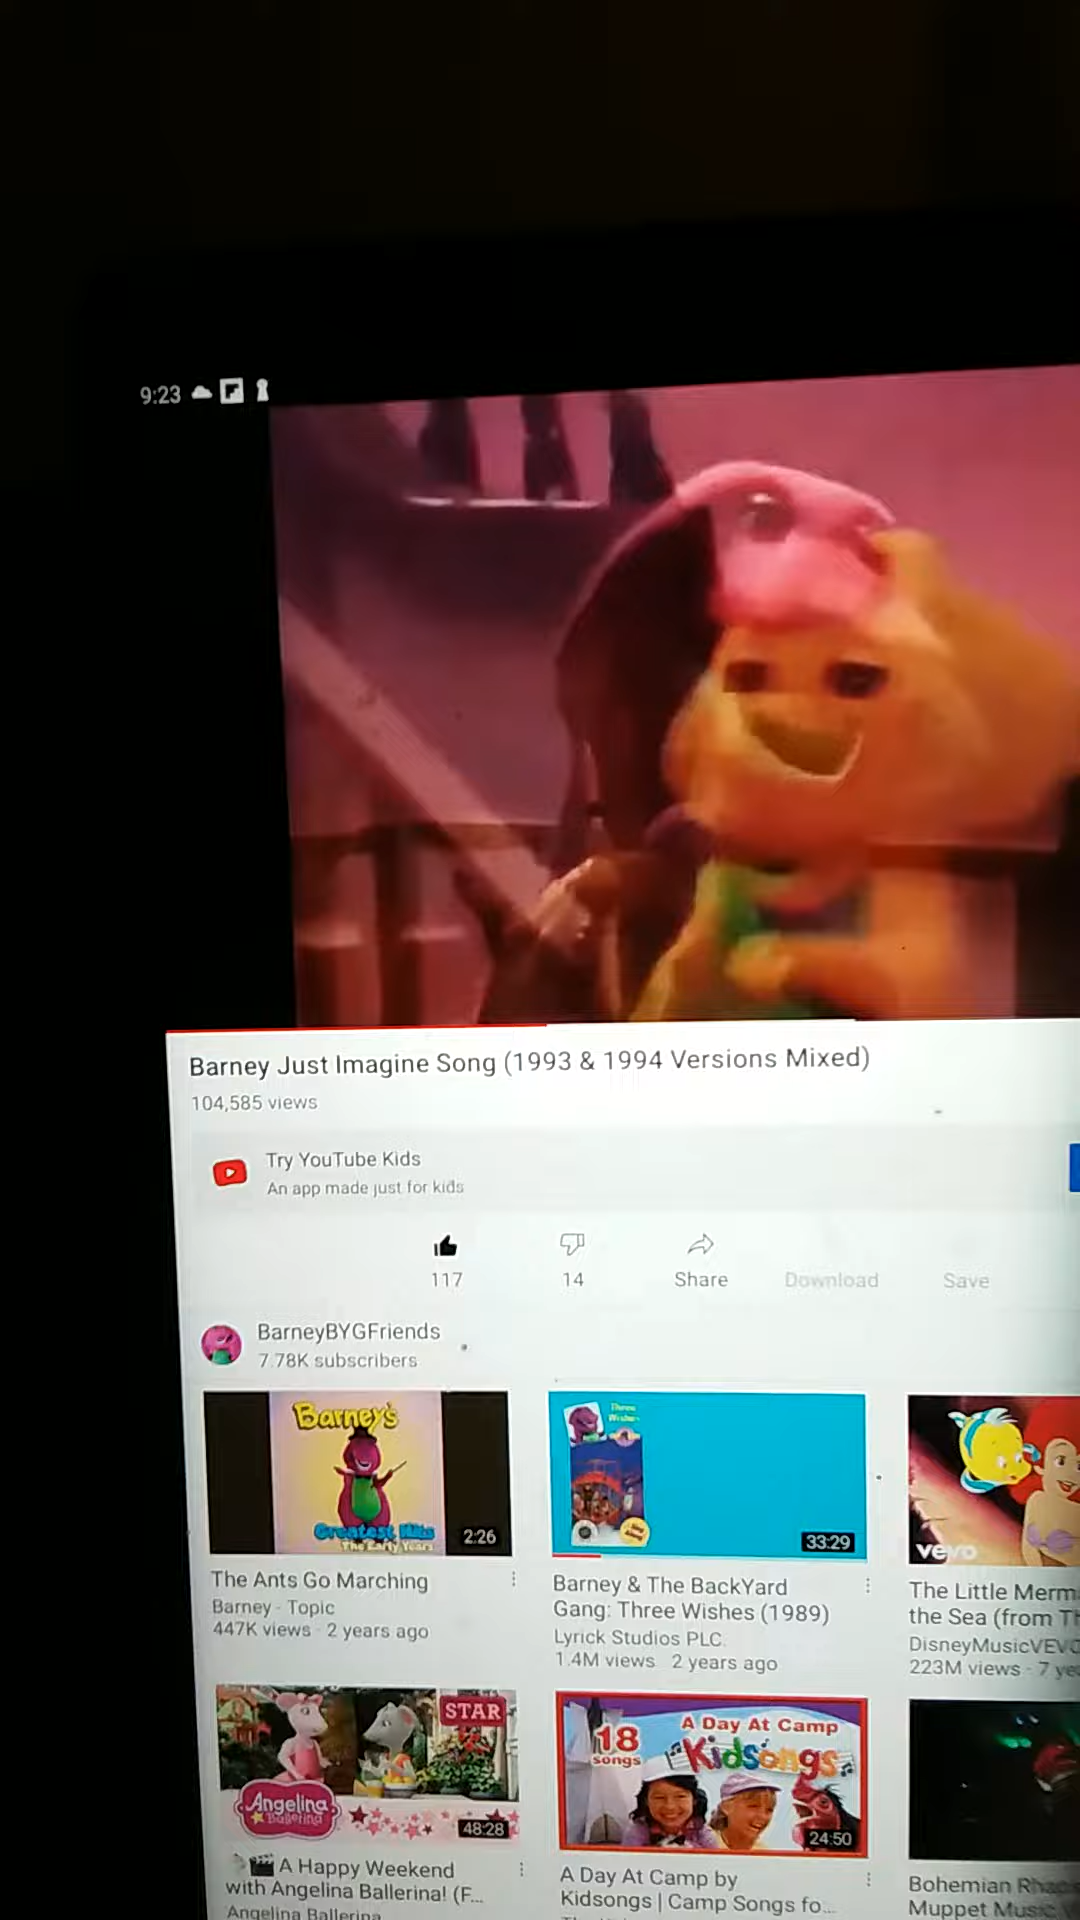 9:23
Barney Just Imagine Song (1993 & 1994 Versions Mixed)
104,585 views
Try YouTube Kids
An app made just for kids
117
14
Share
Download
Save
BarneyBYGFriends
7.78K subscribers
Barney's
Greatest Hits
The Early Years
2:26
Three
Wishes
33:29
vevo
The Ants Go Marching
Barney · Topic
447K views · 2 years ago
Barney & The BackYard
Gang: Three Wishes (1989)
Lyrick Studios PLC.
1.4M views 2 years ago
The Little Merm
the Sea (from Th
DisneyMusicVEVO
223M views · 7 ye
STAR
Angelina
Ballerina
48:28
18
songs
A Day At Camp
Kidsongs
24:50
A Happy Weekend
with Angelina Ballerina! (F...
Angelina Ballerina
A Day At Camp by
Kidsongs | Camp Songs fo...
Bohemian Rhaps
Muppet Music